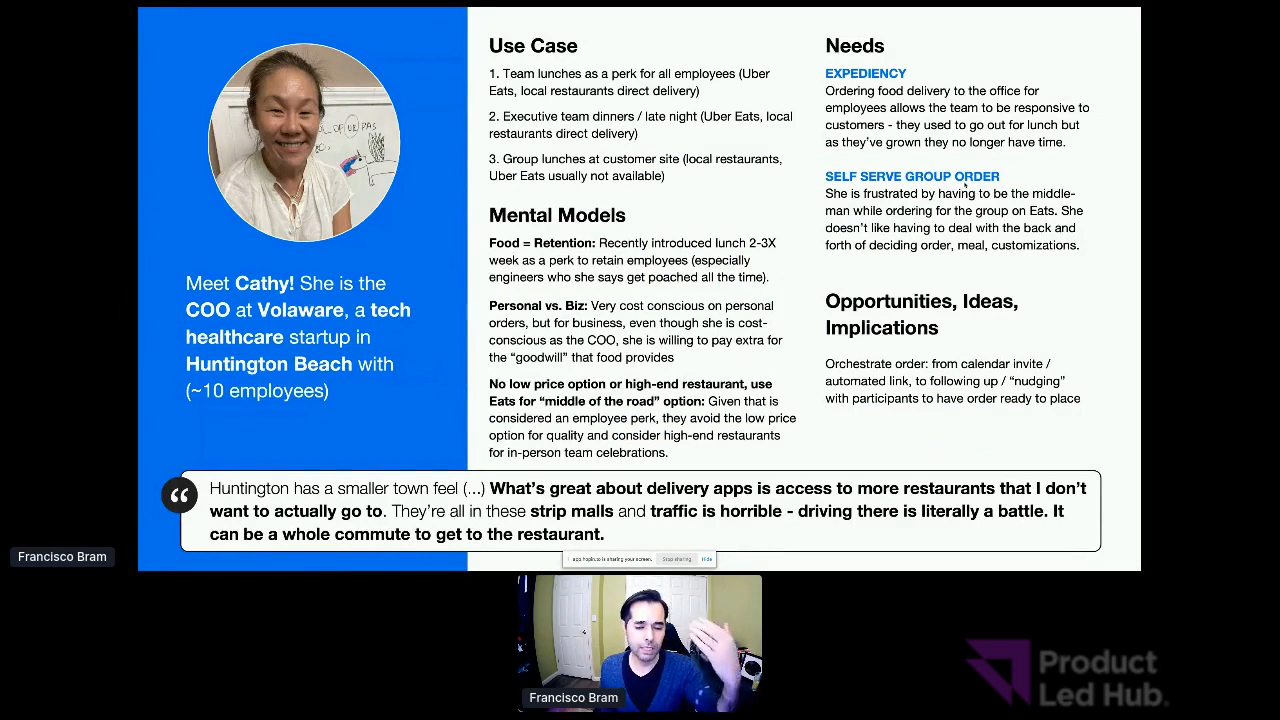 Meet Cathy! She is the
COO at Volaware, a tech
healthcare startup in
Huntington Beach with
(~10 employees)
Use Case
1. Team lunches as a perk for all employees (Uber
Eats, local restaurants direct delivery)
2. Executive team dinners / late night (Uber Eats, local
restaurants direct delivery)
3. Group lunches at customer site (local restaurants,
Uber Eats usually not available)
Mental Models
Food = Retention: Recently introduced lunch 2-3X
week as a perk to retain employees (especially
engineers who she says get poached all the time).
Personal vs. Biz: Very cost conscious on personal
orders, but for business, even though she is cost-
conscious as the COO, she is willing to pay extra for
the “goodwill” that food provides
No low price option or high-end restaurant, use
Eats for “middle of the road” option: Given that is
considered an employee perk, they avoid the low price
option for quality and consider high-end restaurants
for in-person team celebrations.
Needs
EXPEDIENCY
Ordering food delivery to the office for
employees allows the team to be responsive to
customers - they used to go out for lunch but
as they’ve grown they no longer have time.
SELF SERVE GROUP ORDER
She is frustrated by having to be the middle-
man while ordering for the group on Eats. She
doesn’t like having to deal with the back and
forth of deciding order, meal, customizations.
Opportunities, Ideas,
Implications
Orchestrate order: from calendar invite /
automated link, to following up / “nudging”
with participants to have order ready to place
“
Huntington has a smaller town feel (...) What’s great about delivery apps is access to more restaurants that I don’t
want to actually go to. They’re all in these strip malls and traffic is horrible - driving there is literally a battle. It
can be a whole commute to get to the restaurant.
Francisco Bram
app.hopin.to is sharing your screen. Stop sharing Hide
Francisco Bram
Product
Led Hub.